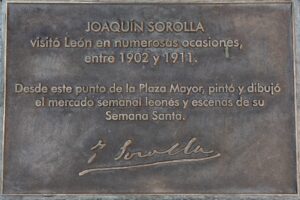 JOAQUÍN SOROLLA
visitó León en numerosas ocasiones,
entre 1902 y 1911.
Desde este punto de la Plaza Mayor, pintó y dibujó
el mercado semanal leonés y escenas de su
Semana Santa.
J Sorolla